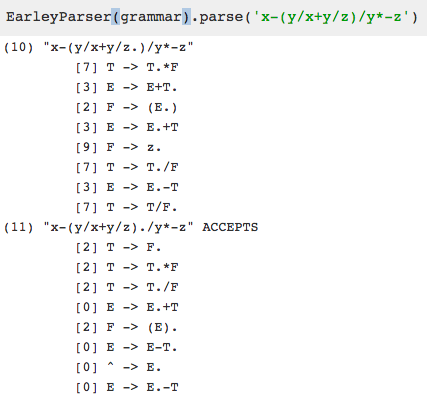 EarleyParser(grammar).parse('x-(y/x+y/z)/y*-z')
(10) "x-(y/x+y/z.)/y*-z"
[7] T -> T.*F
[3] E -> E+T.
[2] F -> (E.)
[3] E -> E.+T
[9] F -> z.
[7] T -> T./F
[3] E -> E.-T
[7] T -> T/F.
(11) "x-(y/x+y/z)./y*-z" ACCEPTS
[2] T -> F.
[2] T -> T.*F
[2] T -> T./F
[0] E -> E.+T
[2] F -> (E).
[0] E -> E-T.
[0] ^ -> E.
[0] E -> E.-T